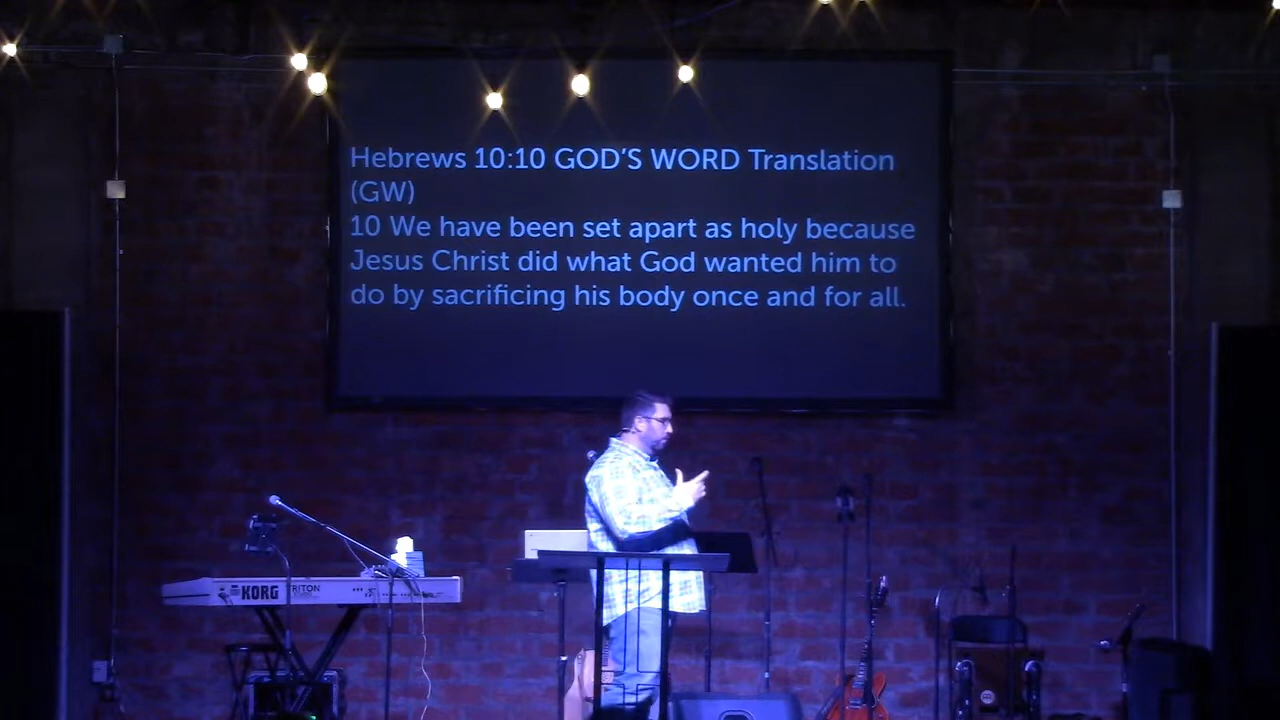 Hebrews 10:10 GOD'S WORD Translation
(GW)
10 We have been set apart as holy because
Jesus Christ did what God wanted him to
do by sacrificing his body once and for all.
KORG
TRITON